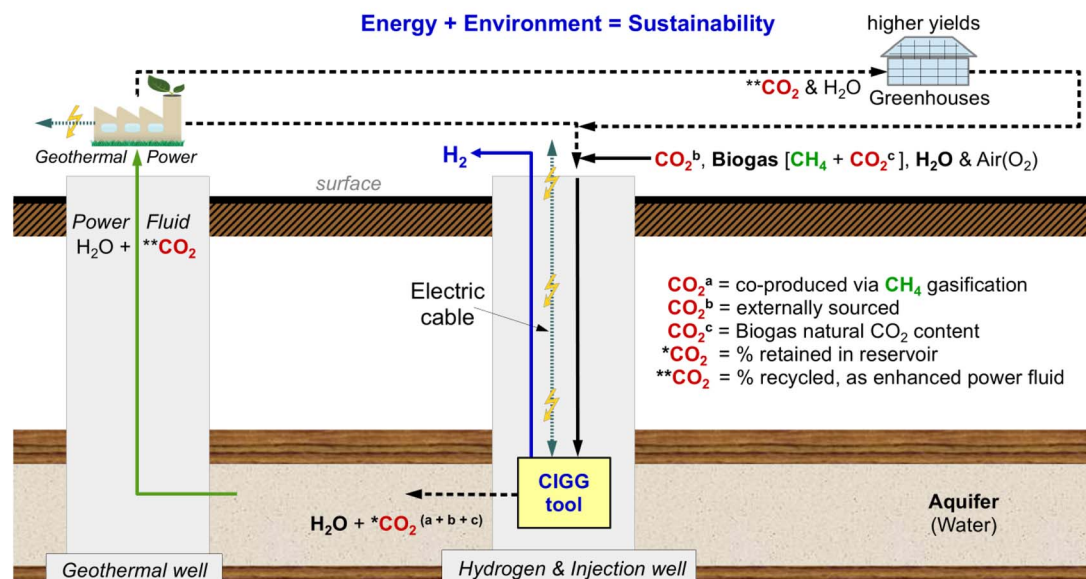 Energy + Environment = Sustainability
higher yields
**CO₂ & H₂O
Greenhouses
Geothermal Power
H₂
CO₂ᵇ, Biogas [CH₄ + CO₂ᶜ], H₂O & Air(O₂)
surface
Power Fluid
H₂O + **CO₂
Electric
cable
CO₂ᵃ = co-produced via CH₄ gasification
CO₂ᵇ = externally sourced
CO₂ᶜ = Biogas natural CO₂ content
*CO₂ = % retained in reservoir
**CO₂ = % recycled, as enhanced power fluid
CIGG
tool
H₂O + *CO₂ ⁽ᵃ ⁺ ᵇ ⁺ ᶜ⁾
Aquifer
(Water)
Geothermal well
Hydrogen & Injection well